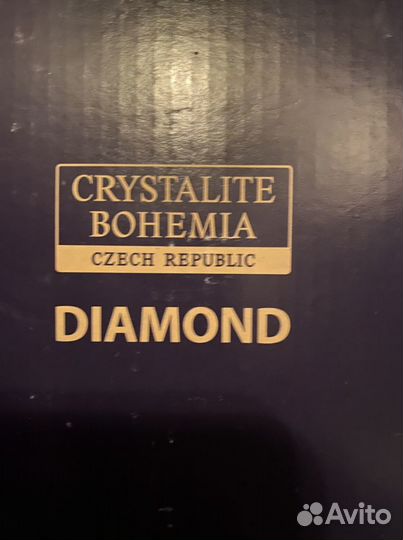 CRYSTALITE
BOHEMIA
CZECH REPUBLIC
DIAMOND
Avito